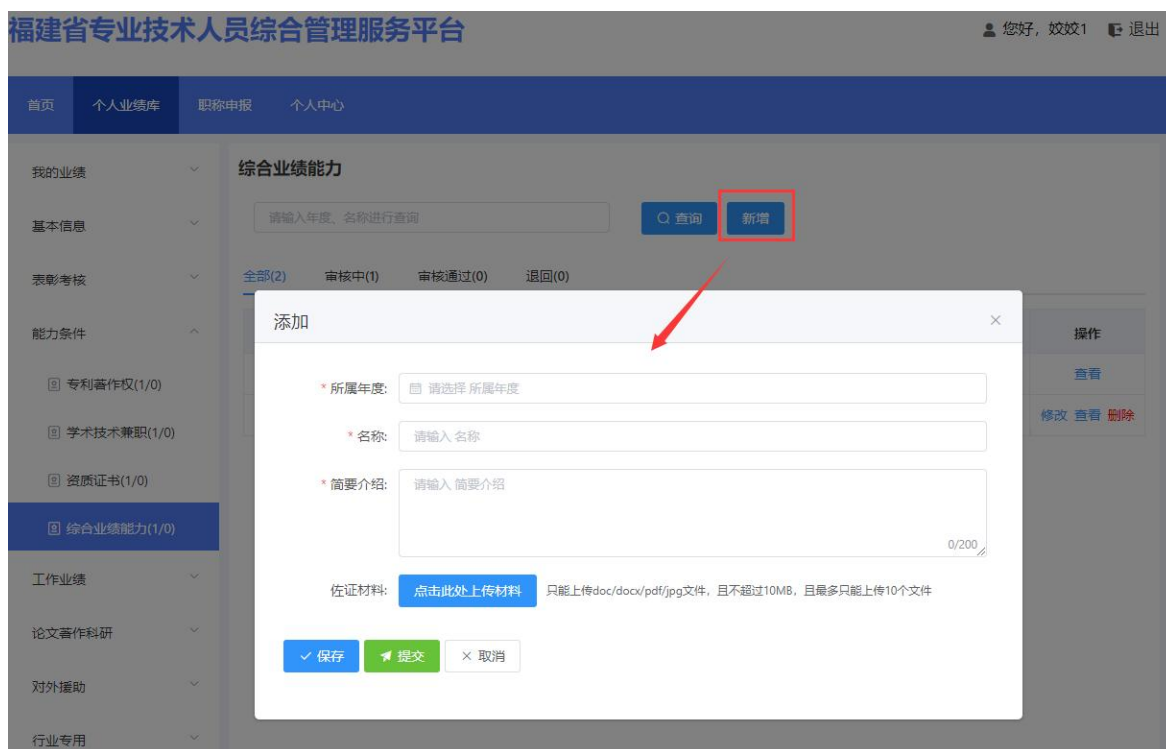 福建省专业技术人员综合管理服务平台
您好，姣姣1 退出
首页 个人业绩库 职称申报 个人中心
我的业绩
基本信息
表彰考核
能力条件
专利著作权(1/0)
学术技术兼职(1/0)
资质证书(1/0)
综合业绩能力(1/0)
工作业绩
论文著作科研
对外援助
行业专用
综合业绩能力
请输入年度、名称进行查询 查询 新增
全部(2) 审核中(1) 审核通过(0) 退回(0)
操作
查看
修改 查看 删除
添加
* 所属年度: 请选择 所属年度
* 名称: 请输入 名称
* 简要介绍: 请输入 简要介绍
0/200
佐证材料: 点击此处上传材料 只能上传doc/docx/pdf/jpg文件，且不超过10MB，且最多只能上传10个文件
保存 提交 取消